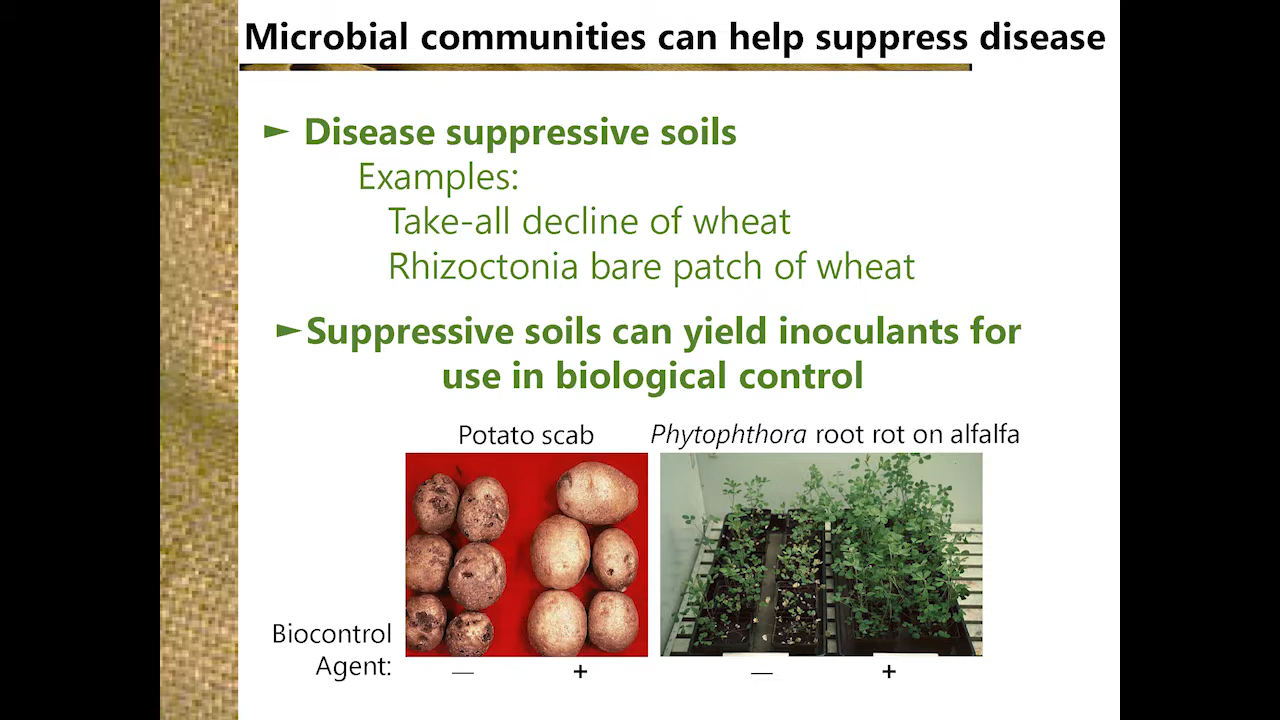 Microbial communities can help suppress disease
► Disease suppressive soils
Examples:
Take-all decline of wheat
Rhizoctonia bare patch of wheat
►Suppressive soils can yield inoculants for
use in biological control
Potato scab
Phytophthora root rot on alfalfa
Biocontrol
Agent:
— + — +